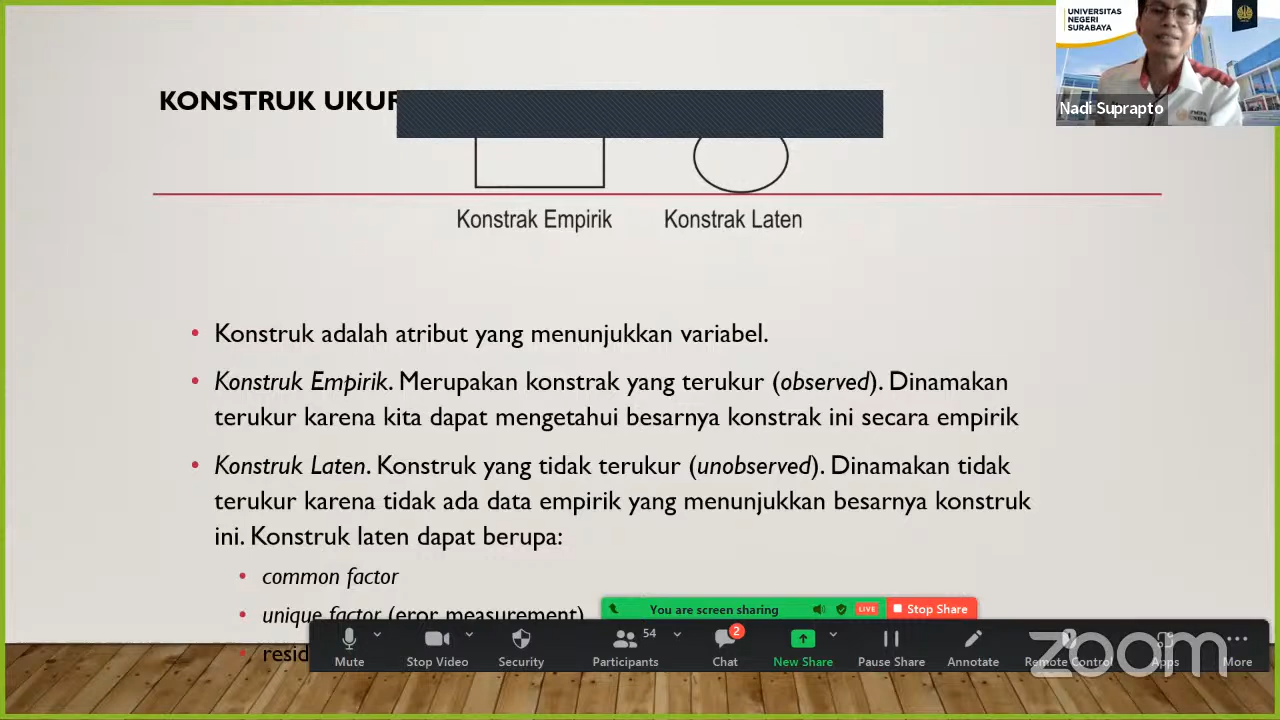 UNIVERSITAS
NEGERI
SURABAYA
Nadi Suprapto
KONSTRUK UKUR
Konstrak Empirik
Konstrak Laten
• Konstruk adalah atribut yang menunjukkan variabel.
• Konstruk Empirik. Merupakan konstrak yang terukur (observed). Dinamakan
terukur karena kita dapat mengetahui besarnya konstrak ini secara empirik
• Konstruk Laten. Konstruk yang tidak terukur (unobserved). Dinamakan tidak
terukur karena tidak ada data empirik yang menunjukkan besarnya konstruk
ini. Konstruk laten dapat berupa:
• common factor
• unique factor (eror measurement)
• resid
You are screen sharing
LIVE
Stop Share
54
2
Mute
Stop Video
Security
Participants
Chat
New Share
Pause Share
Annotate
Remote Control
Apps
More
zoom